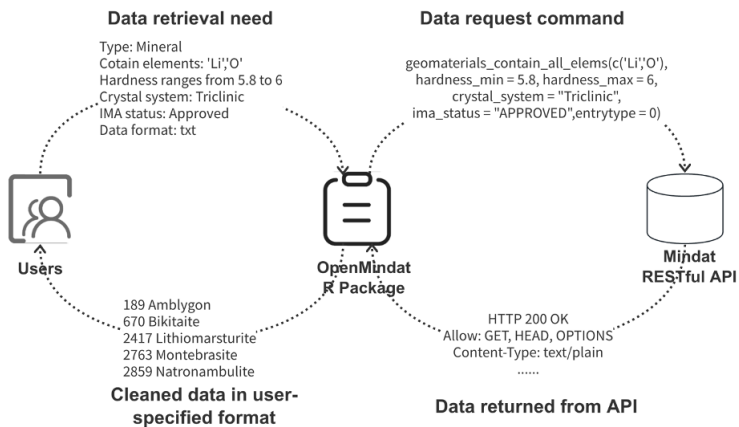 Data retrieval need
Type: Mineral
Cotain elements: 'Li','O'
Hardness ranges from 5.8 to 6
Crystal system: Triclinic
IMA status: Approved
Data format: txt
Data request command
geomaterials_contain_all_elems(c('Li','O'),
hardness_min = 5.8, hardness_max = 6,
crystal_system = "Triclinic",
ima_status = "APPROVED",entrytype = 0)
Users
OpenMindat
R Package
Mindat
RESTful API
189 Amblygon
670 Bikitaite
2417 Lithiomarsturite
2763 Montebrasite
2859 Natronambulite
Cleaned data in user-
specified format
HTTP 200 OK
Allow: GET, HEAD, OPTIONS
Content-Type: text/plain
......
Data returned from API